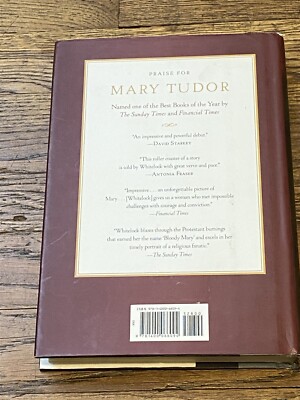 PRAISE FOR
MARY TUDOR
Named one of the Best Books of the Year by
The Sunday Times and Financial Times
"An impressive and powerful debut."
—DAVID STARKEY
"This roller coaster of a story
is told by Whitelock with great verve and pace."
—ANTONIA FRASER
"Impressive . . . an unforgettable picture of
Mary. . . . [Whitelock] gives us a woman who met impossible
challenges with courage and conviction."
—Financial Times
"Whitelock blasts through the Protestant
that earned her the name 'Bloody Mary' and excels in her
timely portrait of a religious fanatic."
—The Sunday Times
ISBN
52600